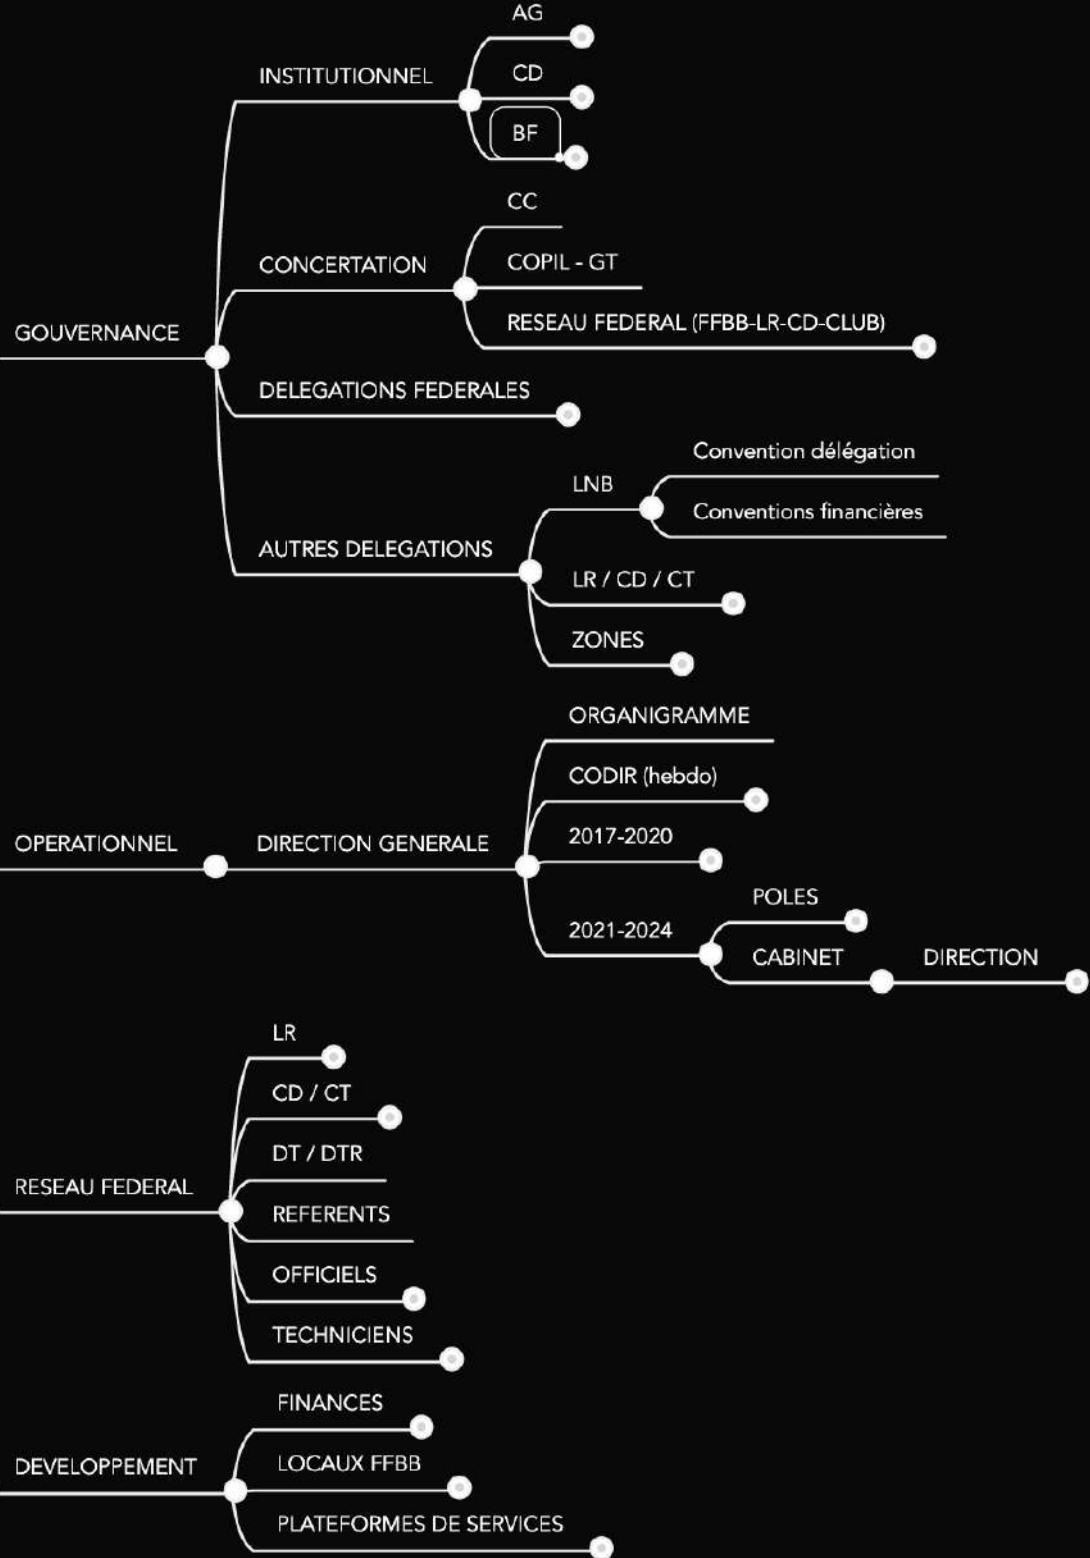 GOUVERNANCE
INSTITUTIONNEL
AG
CD
BF
CONCERTATION
CC
COPIL - GT
RESEAU FEDERAL (FFBB-LR-CD-CLUB)
DELEGATIONS FEDERALES
AUTRES DELEGATIONS
LNB
Convention délégation
Conventions financières
LR / CD / CT
ZONES
OPERATIONNEL
DIRECTION GENERALE
ORGANIGRAMME
CODIR (hebdo)
2017-2020
2021-2024
POLES
CABINET
DIRECTION
RESEAU FEDERAL
LR
CD / CT
DT / DTR
REFERENTS
OFFICIELS
TECHNICIENS
DEVELOPPEMENT
FINANCES
LOCAUX FFBB
PLATEFORMES DE SERVICES